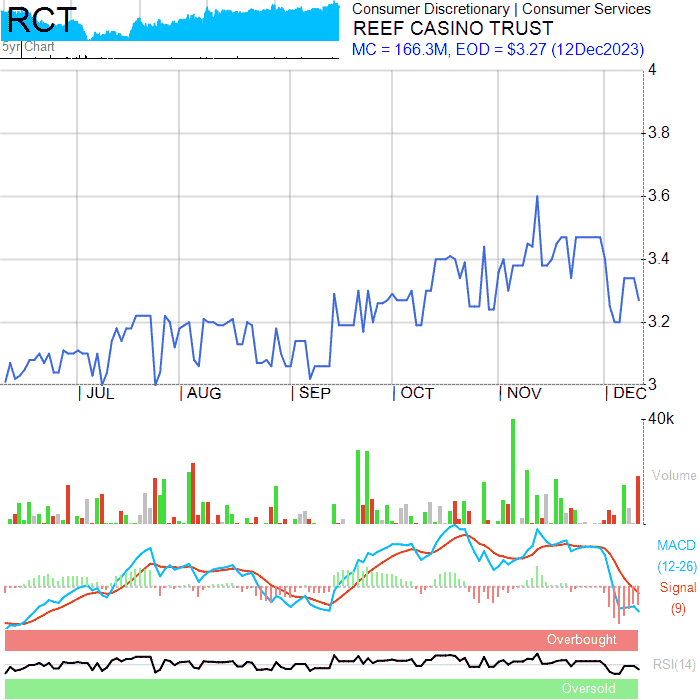 RCT
5yr Chart
Consumer Discretionary | Consumer Services
REEF CASINO TRUST
MC = 166.3M, EOD = $3.27 (12Dec2023)
4
3.8
3.6
3.4
3.2
3
| JUL | AUG | SEP | OCT | NOV | DEC
40k
Volume
MACD
(12-26)
Signal
(9)
Overbought
RSI(14)
Oversold